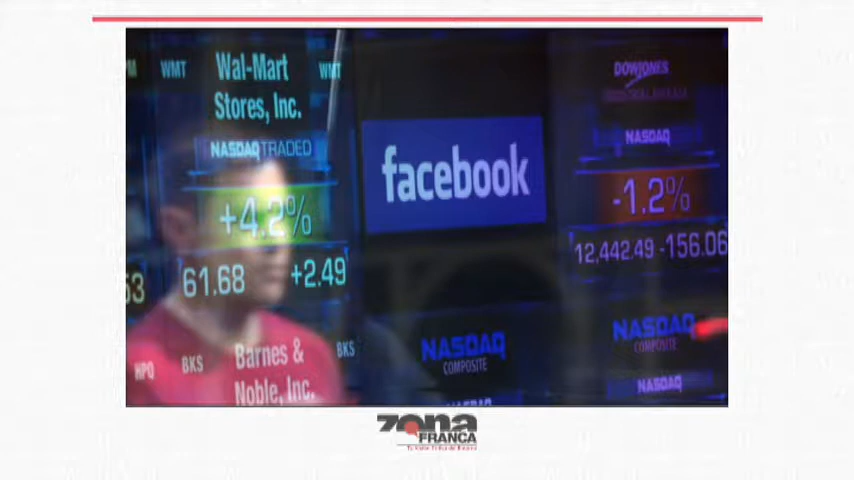 WMT
Wal-Mart
Stores, Inc.
WMT
NASDAQ TRADED
+4.2%
61.68
+2.49
53
HPQ
BKS
Barnes &
Noble, Inc.
BKS
facebook
NASDAQ
COMPOSITE
NASDAQ
DOWJONES
NASDAQ
-1.2%
12,442.49 -156.06
NASDAQ
COMPOSITE
NASDAQ
zona
FRANCA